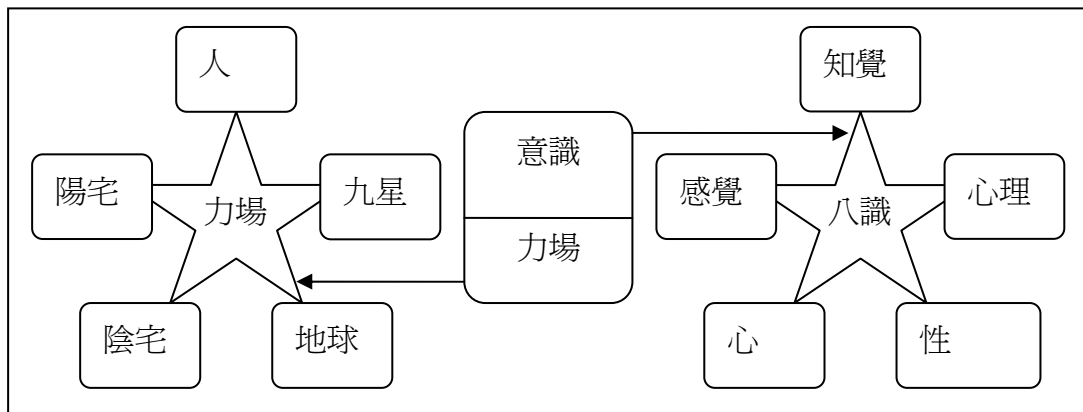 人
知覺
意識
陽宅
九星
感覺
心理
力場
八識
力場
陰宅
地球
心
性